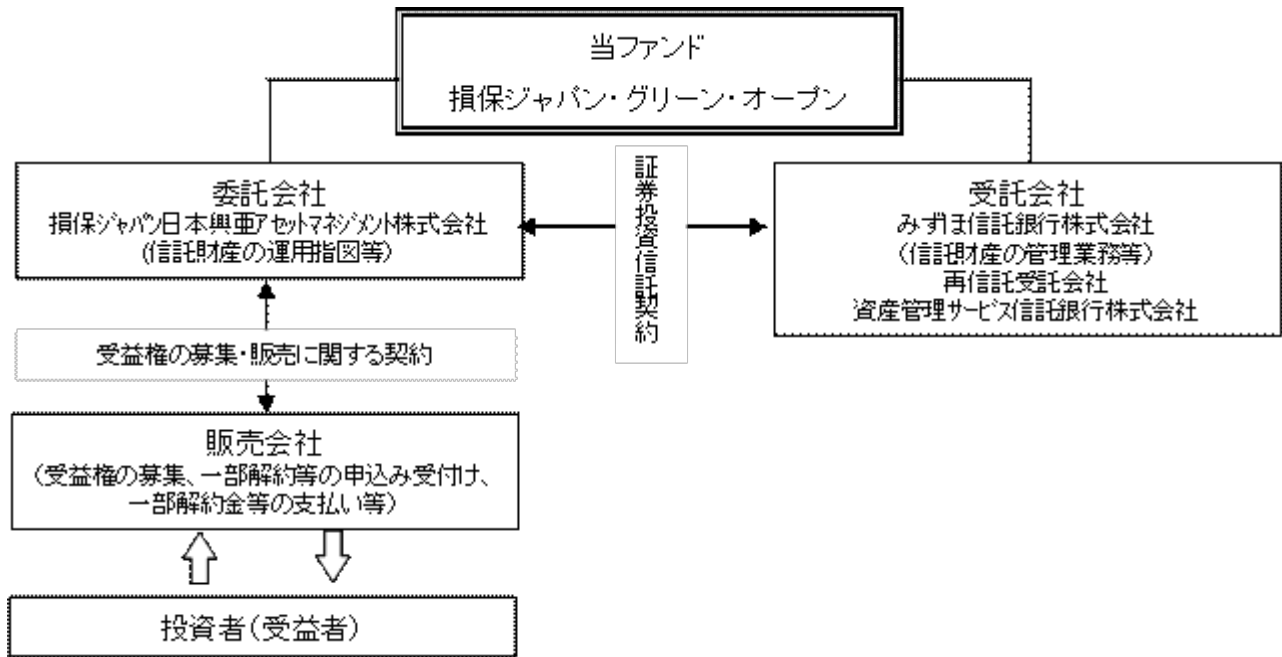 当ファンド
損保ジャパン・グリーン・オープン
委託会社
損保ジャパン日本興亜アセットマネジメント株式会社
(信託財産の運用指図等)
証券投資信託契約
受託会社
みずほ信託銀行株式会社
(信託財産の管理業務等)
再信託受託会社
資産管理サービス信託銀行株式会社
受益権の募集・販売に関する契約
販売会社
(受益権の募集、一部解約等の申込み受付け、
一部解約金等の支払い等)
投資者(受益者)